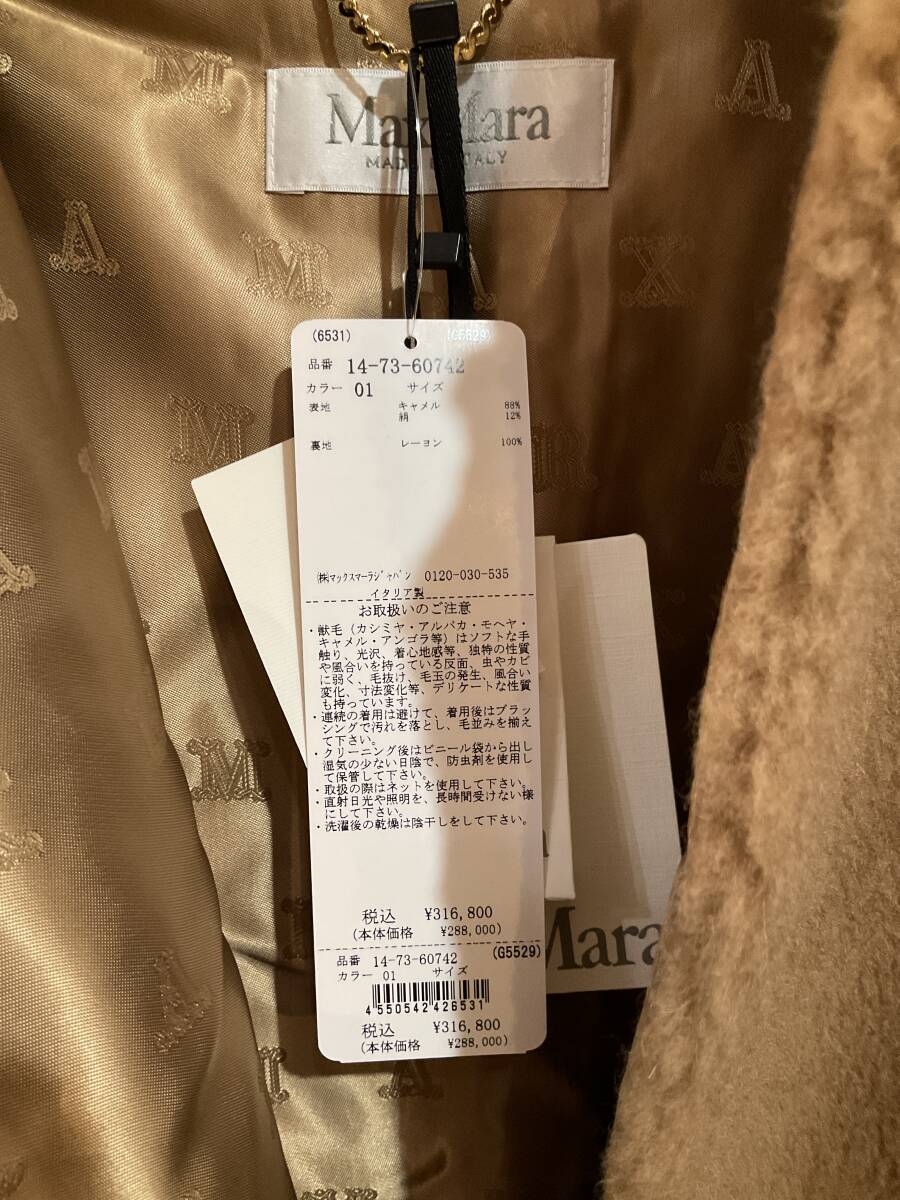 MaxMara
MADE IN ITALY
(6531) (G5529)
品番 14-73-60742
カラー 01 サイズ
表地 キャメル 88%
絹 12%
裏地 レーヨン 100%
㈱マックスマーラジャパン 0120-030-535
イタリア製
お取扱いのご注意
・獣毛(カシミヤ・アルパカ・モヘヤ・
キャメル・アンゴラ等)はソフトな手
触り、光沢、着心地感等、独特の性質
や風合いを持っている反面、虫やカビ
に弱く、毛抜け、毛玉の発生、風合い
変化、寸法変化等、デリケートな性質
も持っています。
・連続の着用は避けて、着用後はブラッ
シングで汚れを落とし、毛並みを揃え
て下さい。
・クリーニング後はビニール袋から出し
湿気の少ない日陰で、防虫剤を使用し
て保管して下さい。
・取扱の際はネットを使用して下さい。
・直射日光や照明を、長時間受けない様
にして下さい。
・洗濯後の乾燥は陰干しをして下さい。
税込 ¥316,800
(本体価格 ¥288,000)
品番 14-73-60742 (G5529)
カラー 01 サイズ
4 550542 426531
税込 ¥316,800
(本体価格 ¥288,000)
Mara